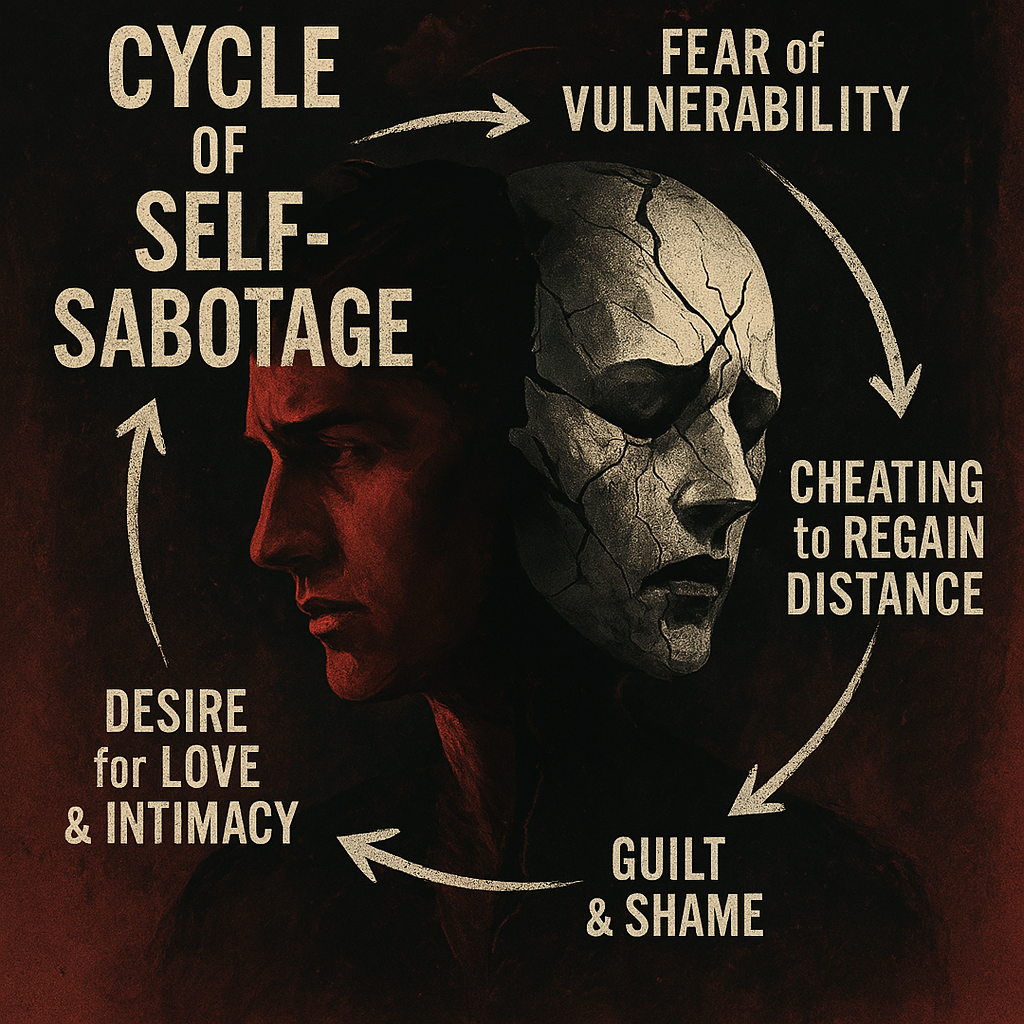 CYCLE
OF
SELF-
SABOTAGE
FEAR of
VULNERABILITY
CHEATING
to REGAIN
DISTANCE
GUILT
& SHAME
DESIRE
for LOVE
& INTIMACY